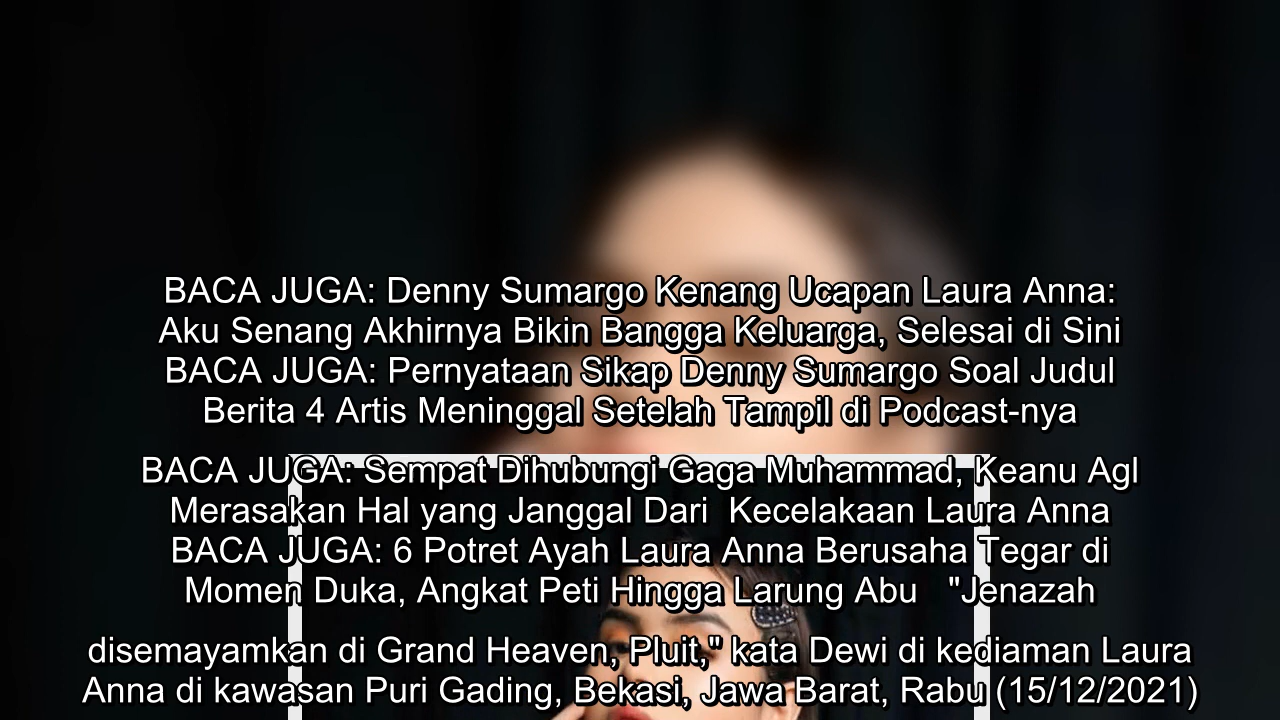 BACA JUGA: Denny Sumargo Kenang Ucapan Laura Anna:
Aku Senang Akhirnya Bikin Bangga Keluarga, Selesai di Sini
BACA JUGA: Pernyataan Sikap Denny Sumargo Soal Judul
Berita 4 Artis Meninggal Setelah Tampil di Podcast-nya
BACA JUGA: Sempat Dihubungi Gaga Muhammad, Keanu Agl
Merasakan Hal yang Janggal Dari  Kecelakaan Laura Anna
BACA JUGA: 6 Potret Ayah Laura Anna Berusaha Tegar di
Momen Duka, Angkat Peti Hingga Larung Abu   "Jenazah
disemayamkan di Grand Heaven, Pluit," kata Dewi di kediaman Laura
Anna di kawasan Puri Gading, Bekasi, Jawa Barat, Rabu (15/12/2021)